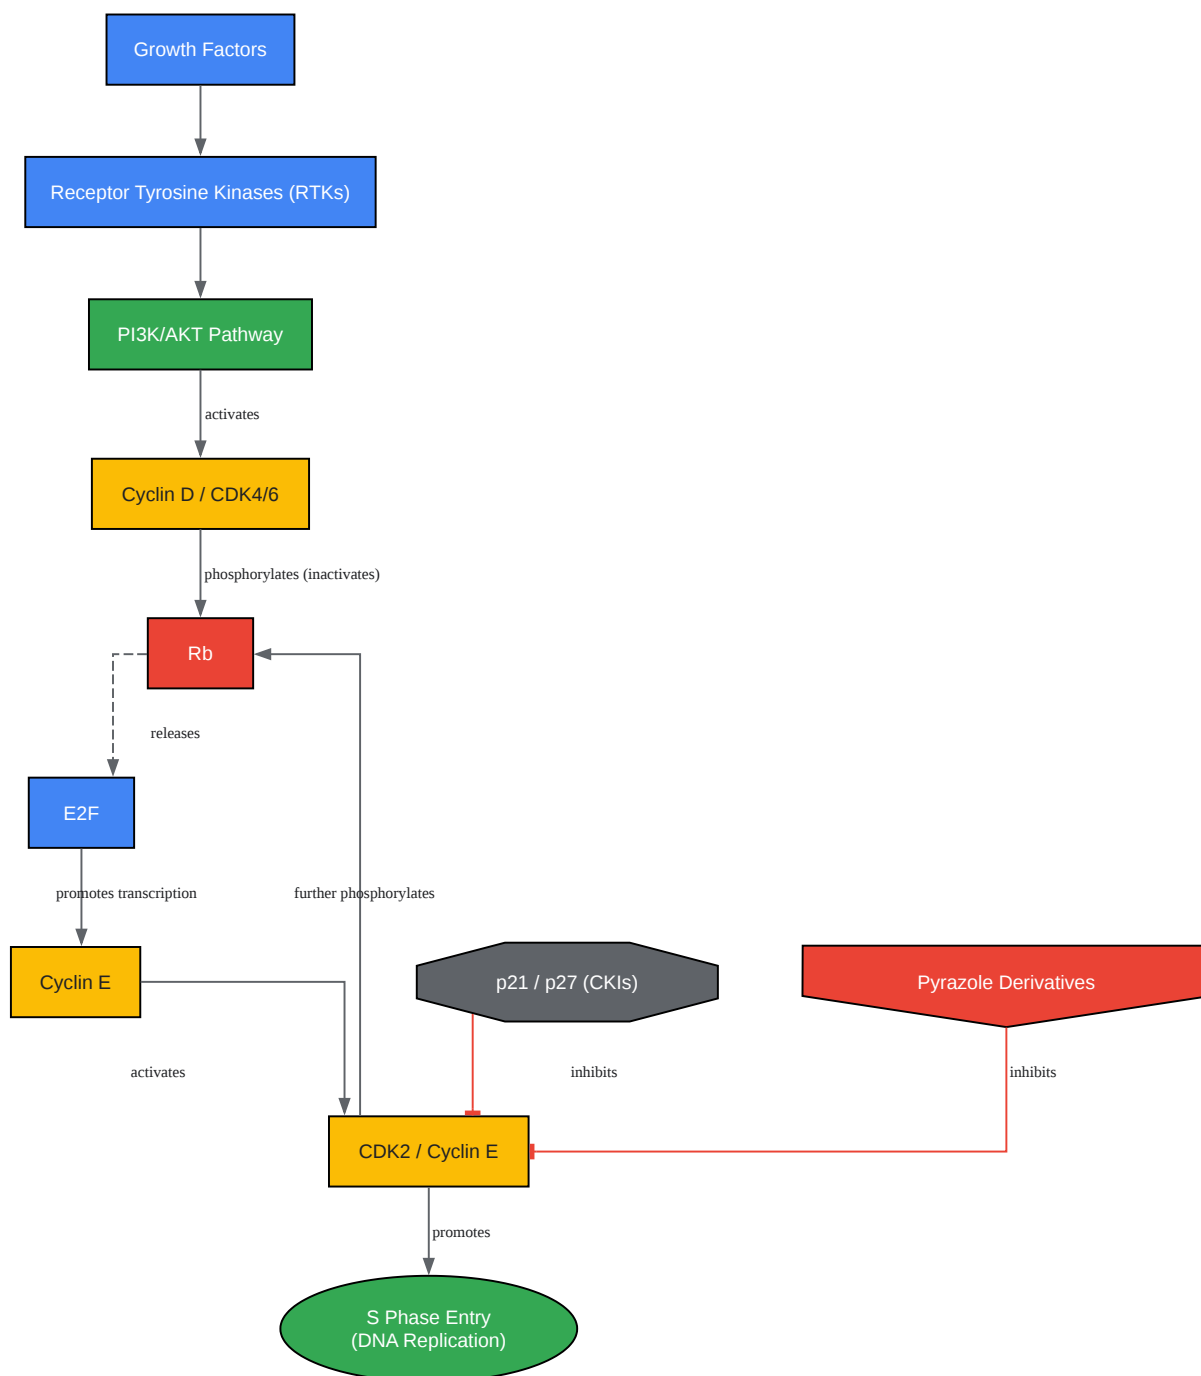 Growth Factors
Receptor Tyrosine Kinases (RTKs)
PI3K/AKT Pathway
activates
Cyclin D / CDK4/6
phosphorylates (inactivates)
Rb
releases
E2F
promotes transcription
further phosphorylates
Cyclin E
p21 / p27 (CKIs)
Pyrazole Derivatives
activates
inhibits
inhibits
CDK2 / Cyclin E
promotes
S Phase Entry
(DNA Replication)